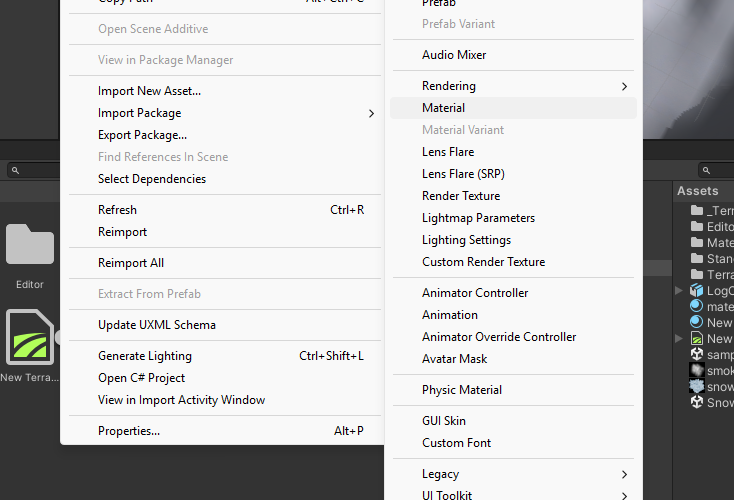 Copy Path Alt+Ctrl+C
Open Scene Additive
View in Package Manager
Import New Asset...
Import Package
Export Package...
Find References In Scene
Select Dependencies
Refresh Ctrl+R
Reimport
Reimport All
Extract From Prefab
Update UXML Schema
Generate Lighting Ctrl+Shift+L
Open C# Project
View in Import Activity Window
Properties... Alt+P
Prefab
Prefab Variant
Audio Mixer
Rendering
Material
Material Variant
Lens Flare
Lens Flare (SRP)
Render Texture
Lightmap Parameters
Lighting Settings
Custom Render Texture
Animator Controller
Animation
Animator Override Controller
Avatar Mask
Physic Material
GUI Skin
Custom Font
Legacy
UI Toolkit
Editor
New Terra...
Assets
_Terr
Edito
Mate
Stan
Terra
LogC
mate
New
New
samp
smok
snow
Snow